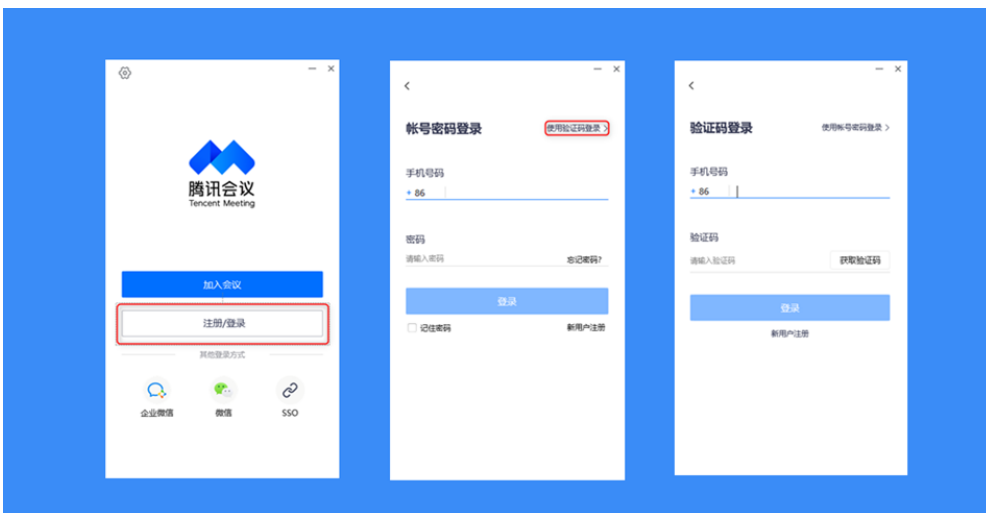 腾讯会议
Tencent Meeting
加入会议
注册/登录
其他登录方式
企业微信
微信
SSO
帐号密码登录
使用验证码登录 >
手机号码
+ 86
密码
请输入密码
忘记密码?
登录
记住密码
新用户注册
验证码登录
使用帐号密码登录 >
手机号码
+ 86
验证码
请输入验证码
获取验证码
登录
新用户注册